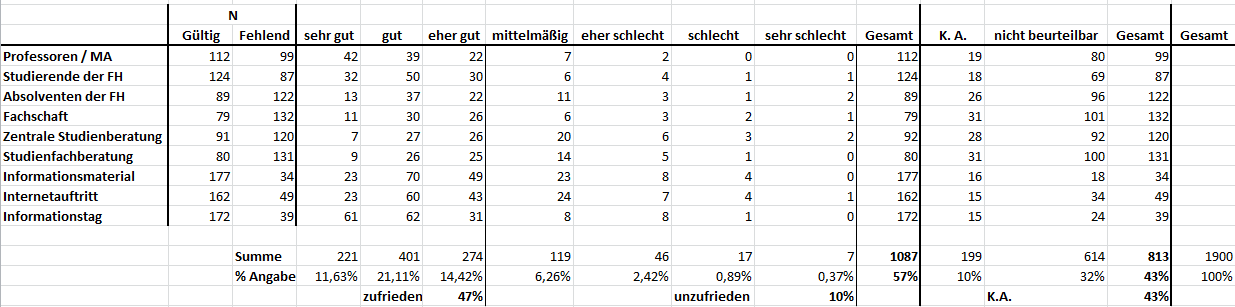 N
Gültig Fehlend sehr gut gut eher gut mittelmäßig eher schlecht schlecht sehr schlecht Gesamt K. A. nicht beurteilbar Gesamt Gesamt
Professoren / MA 112 99 42 39 22 7 2 0 0 112 19 80 99
Studierende der FH 124 87 32 50 30 6 4 1 1 124 18 69 87
Absolventen der FH 89 122 13 37 22 11 3 1 2 89 26 96 122
Fachschaft 79 132 11 30 26 6 3 2 1 79 31 101 132
Zentrale Studienberatung 91 120 7 27 26 20 6 3 2 92 28 92 120
Studienfachberatung 80 131 9 26 25 14 5 1 0 80 31 100 131
Informationsmaterial 177 34 23 70 49 23 8 4 0 177 16 18 34
Internetauftritt 162 49 23 60 43 24 7 4 1 162 15 34 49
Informationstag 172 39 61 62 31 8 8 1 0 172 15 24 39
Summe 221 401 274 119 46 17 7 1087 199 614 813 1900
% Angabe 11,63% 21,11% 14,42% 6,26% 2,42% 0,89% 0,37% 57% 10% 32% 43% 100%
zufrieden 47% unzufrieden 10% K.A. 43%